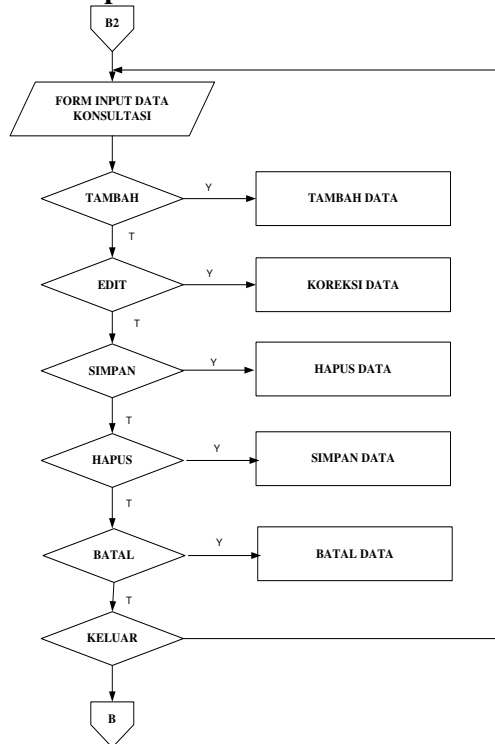 B2
FORM INPUT DATA
KONSULTASI
TAMBAH
Y
TAMBAH DATA
T
EDIT
Y
KOREKSI DATA
T
SIMPAN
Y
HAPUS DATA
T
HAPUS
Y
SIMPAN DATA
T
BATAL
Y
BATAL DATA
T
KELUAR
B